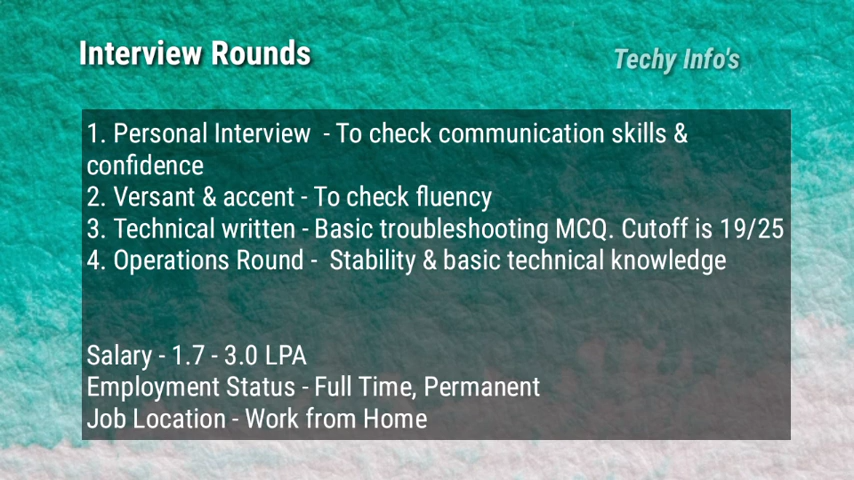 Interview Rounds
Techy Info's
1. Personal Interview - To check communication skills &
confidence
2. Versant & accent - To check fluency
3. Technical written - Basic troubleshooting MCQ. Cutoff is 19/25
4. Operations Round - Stability & basic technical knowledge
Salary - 1.7 - 3.0 LPA
Employment Status - Full Time, Permanent
Job Location - Work from Home